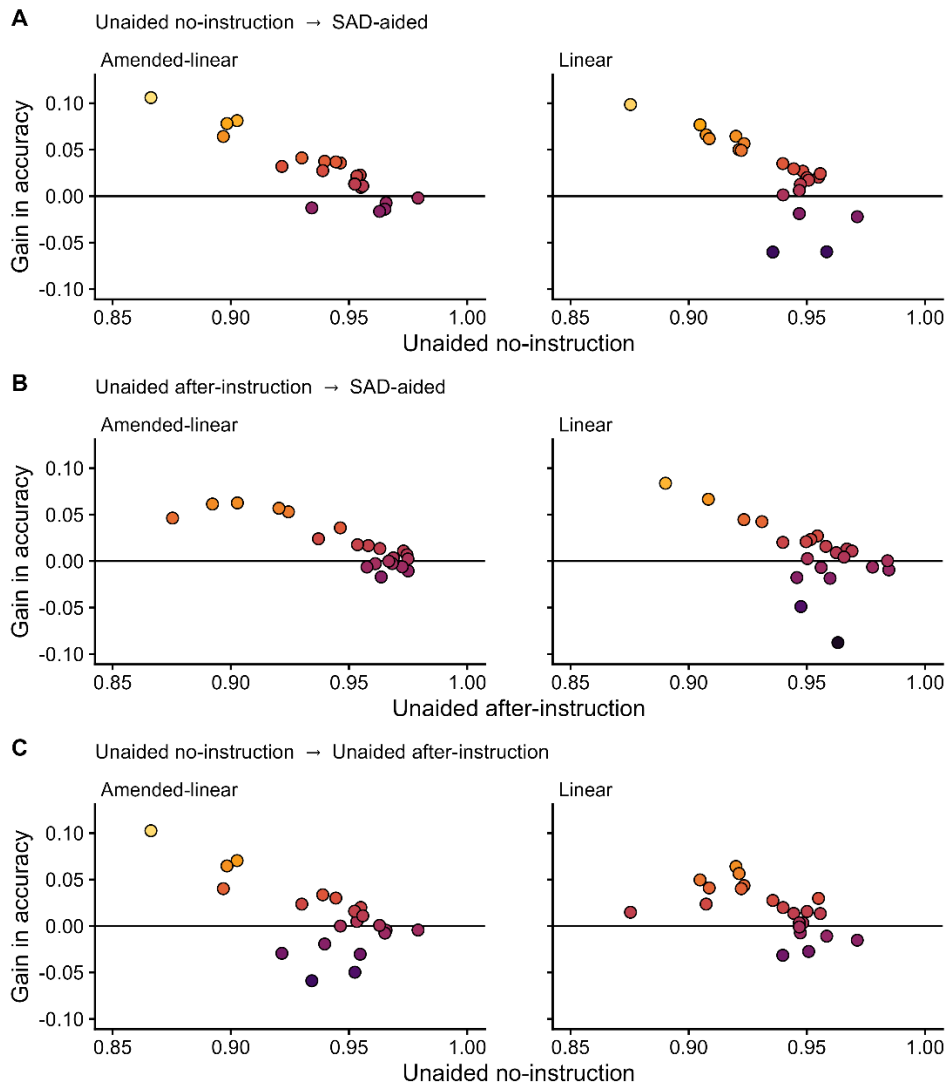 A
Unaided no-instruction → SAD-aided
Amended-linear
Linear
Gain in accuracy
0.10
0.05
0.00
-0.05
-0.10
0.85 0.90 0.95 1.00
0.85 0.90 0.95 1.00
Unaided no-instruction
B
Unaided after-instruction → SAD-aided
Amended-linear
Linear
Gain in accuracy
0.10
0.05
0.00
-0.05
-0.10
0.85 0.90 0.95 1.00
0.85 0.90 0.95 1.00
Unaided after-instruction
C
Unaided no-instruction → Unaided after-instruction
Amended-linear
Linear
Gain in accuracy
0.10
0.05
0.00
-0.05
-0.10
0.85 0.90 0.95 1.00
0.85 0.90 0.95 1.00
Unaided no-instruction